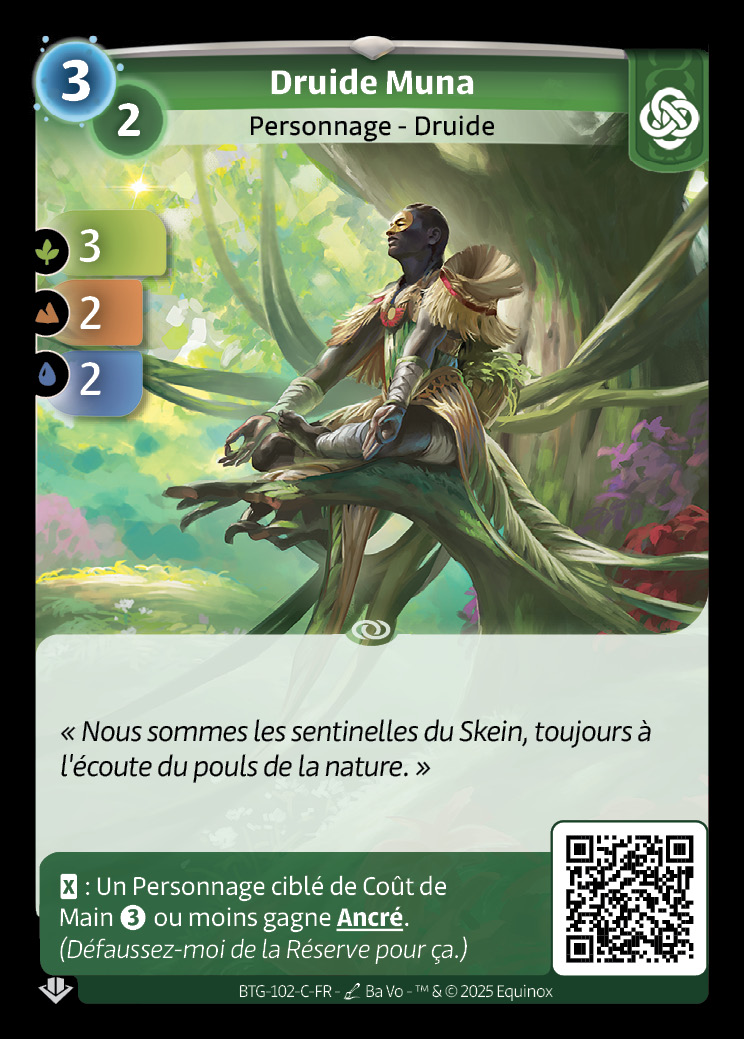 3
Druide Muna
2
Personnage - Druide
3
2
2
« Nous sommes les sentinelles du Skein, toujours à
l'écoute du pouls de la nature. »
X : Un Personnage ciblé de Coût de
Main 3 ou moins gagne Ancré.
(Défaussez-moi de la Réserve pour ça.)
BTG-102-C-FR - Ba Vo - ™ & © 2025 Equinox